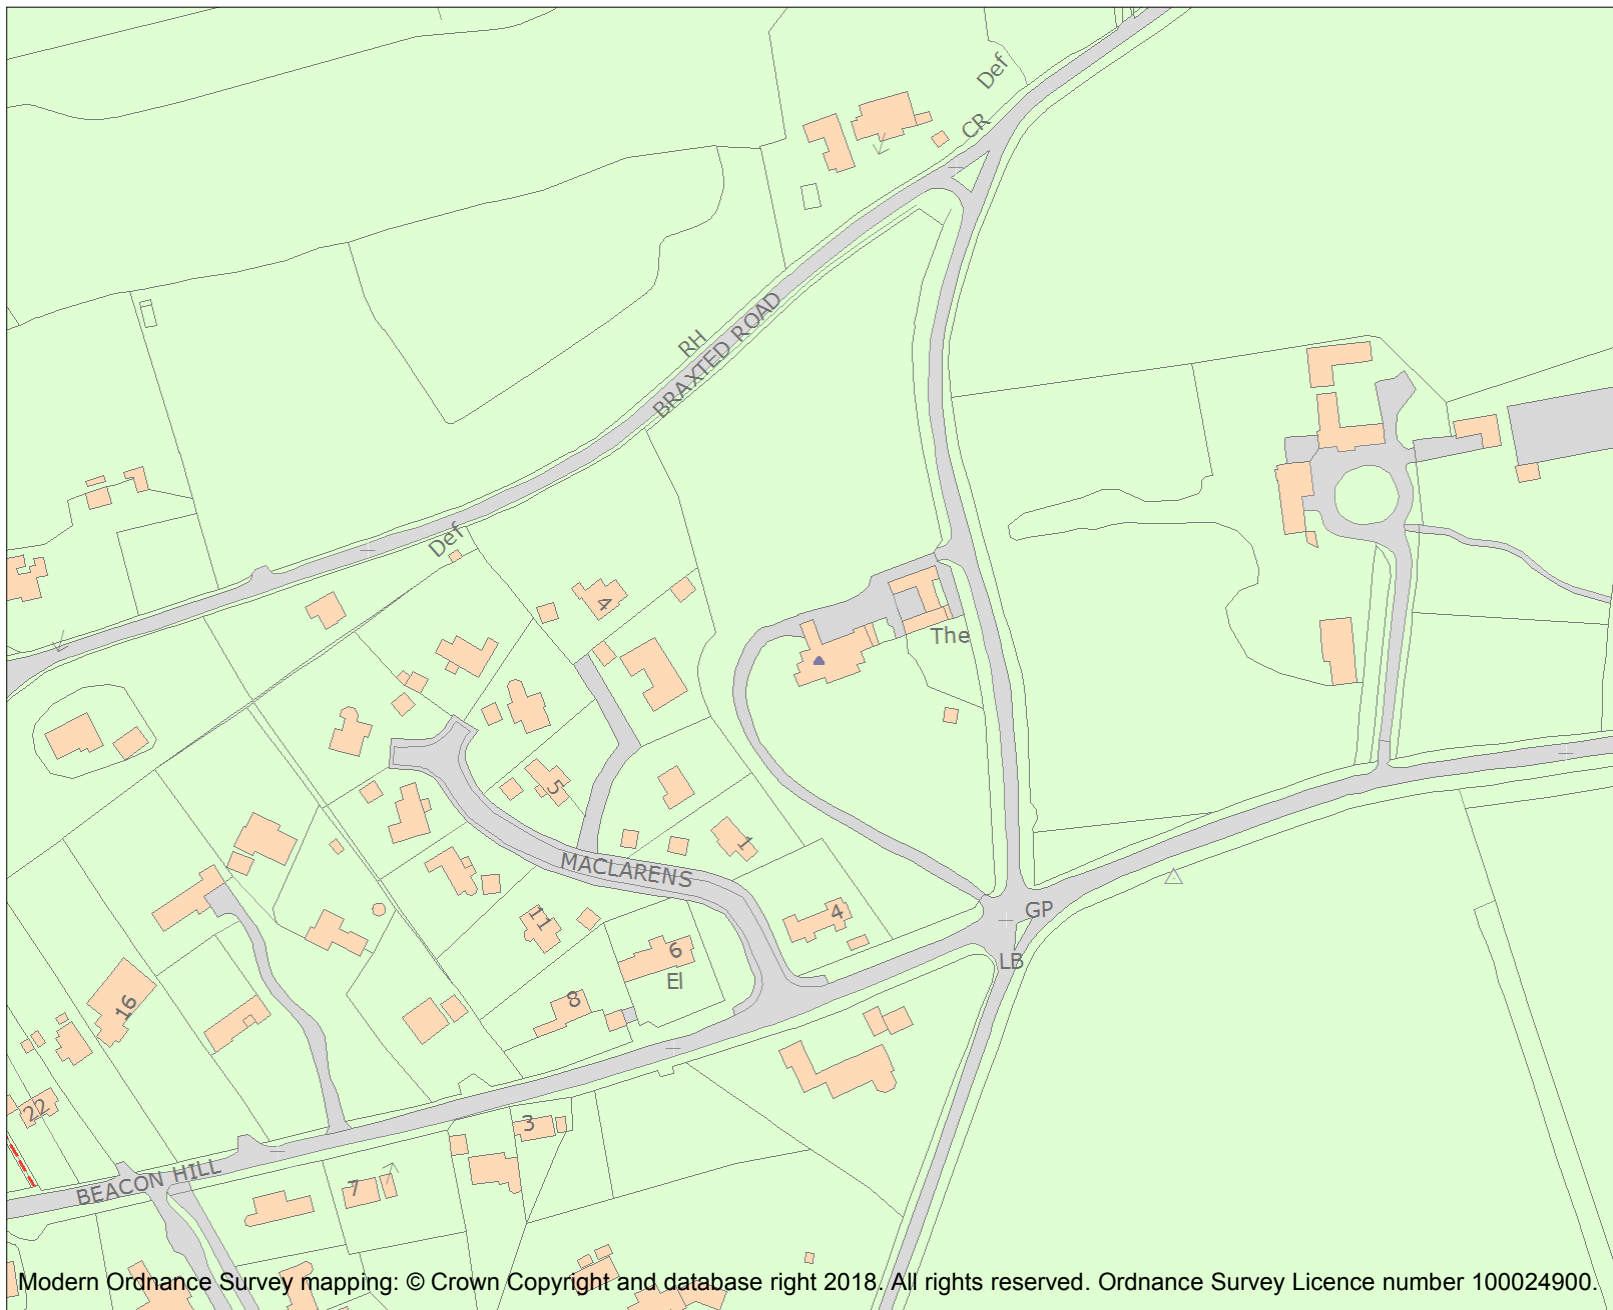 Def
CR
RH
BRAXTED ROAD
Def
4
The
5
MACLARENS
1
4
GP
11
6
LB
El
8
16
22
3
BEACON HILL
7
Modern Ordnance Survey mapping: © Crown Copyright and database right 2018. All rights reserved. Ordnance Survey Licence number 100024900.